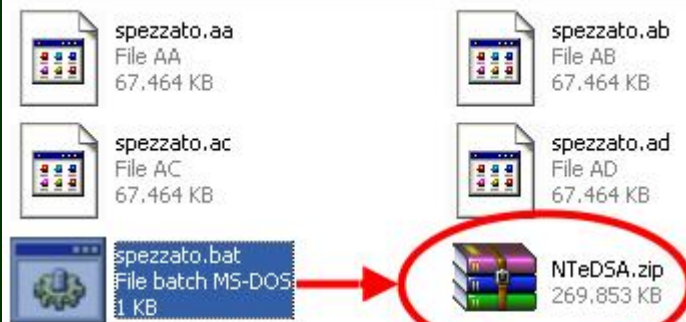 spezzato.aa
File AA
67.464 KB
spezzato.ab
File AB
67.464 KB
spezzato.ac
File AC
67.464 KB
spezzato.ad
File AD
67.464 KB
spezzato.bat
File batch MS-DOS
1 KB
NTeDSA.zip
269.853 KB